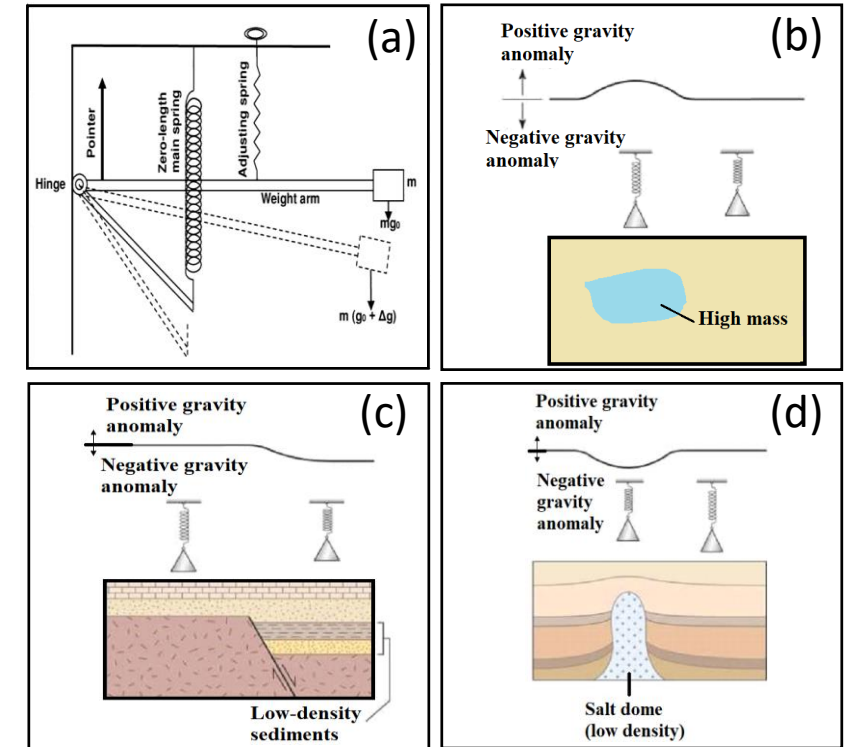 (a)
Pointer
Zero-length
main spring
Adjusting spring
Hinge
Weight arm
m
mg₀
m (g₀ + Δg)
(b)
Positive gravity
anomaly
Negative gravity
anomaly
High mass
(c)
Positive gravity
anomaly
Negative gravity
anomaly
Low-density
sediments
(d)
Positive gravity
anomaly
Negative
gravity
anomaly
Salt dome
(low density)